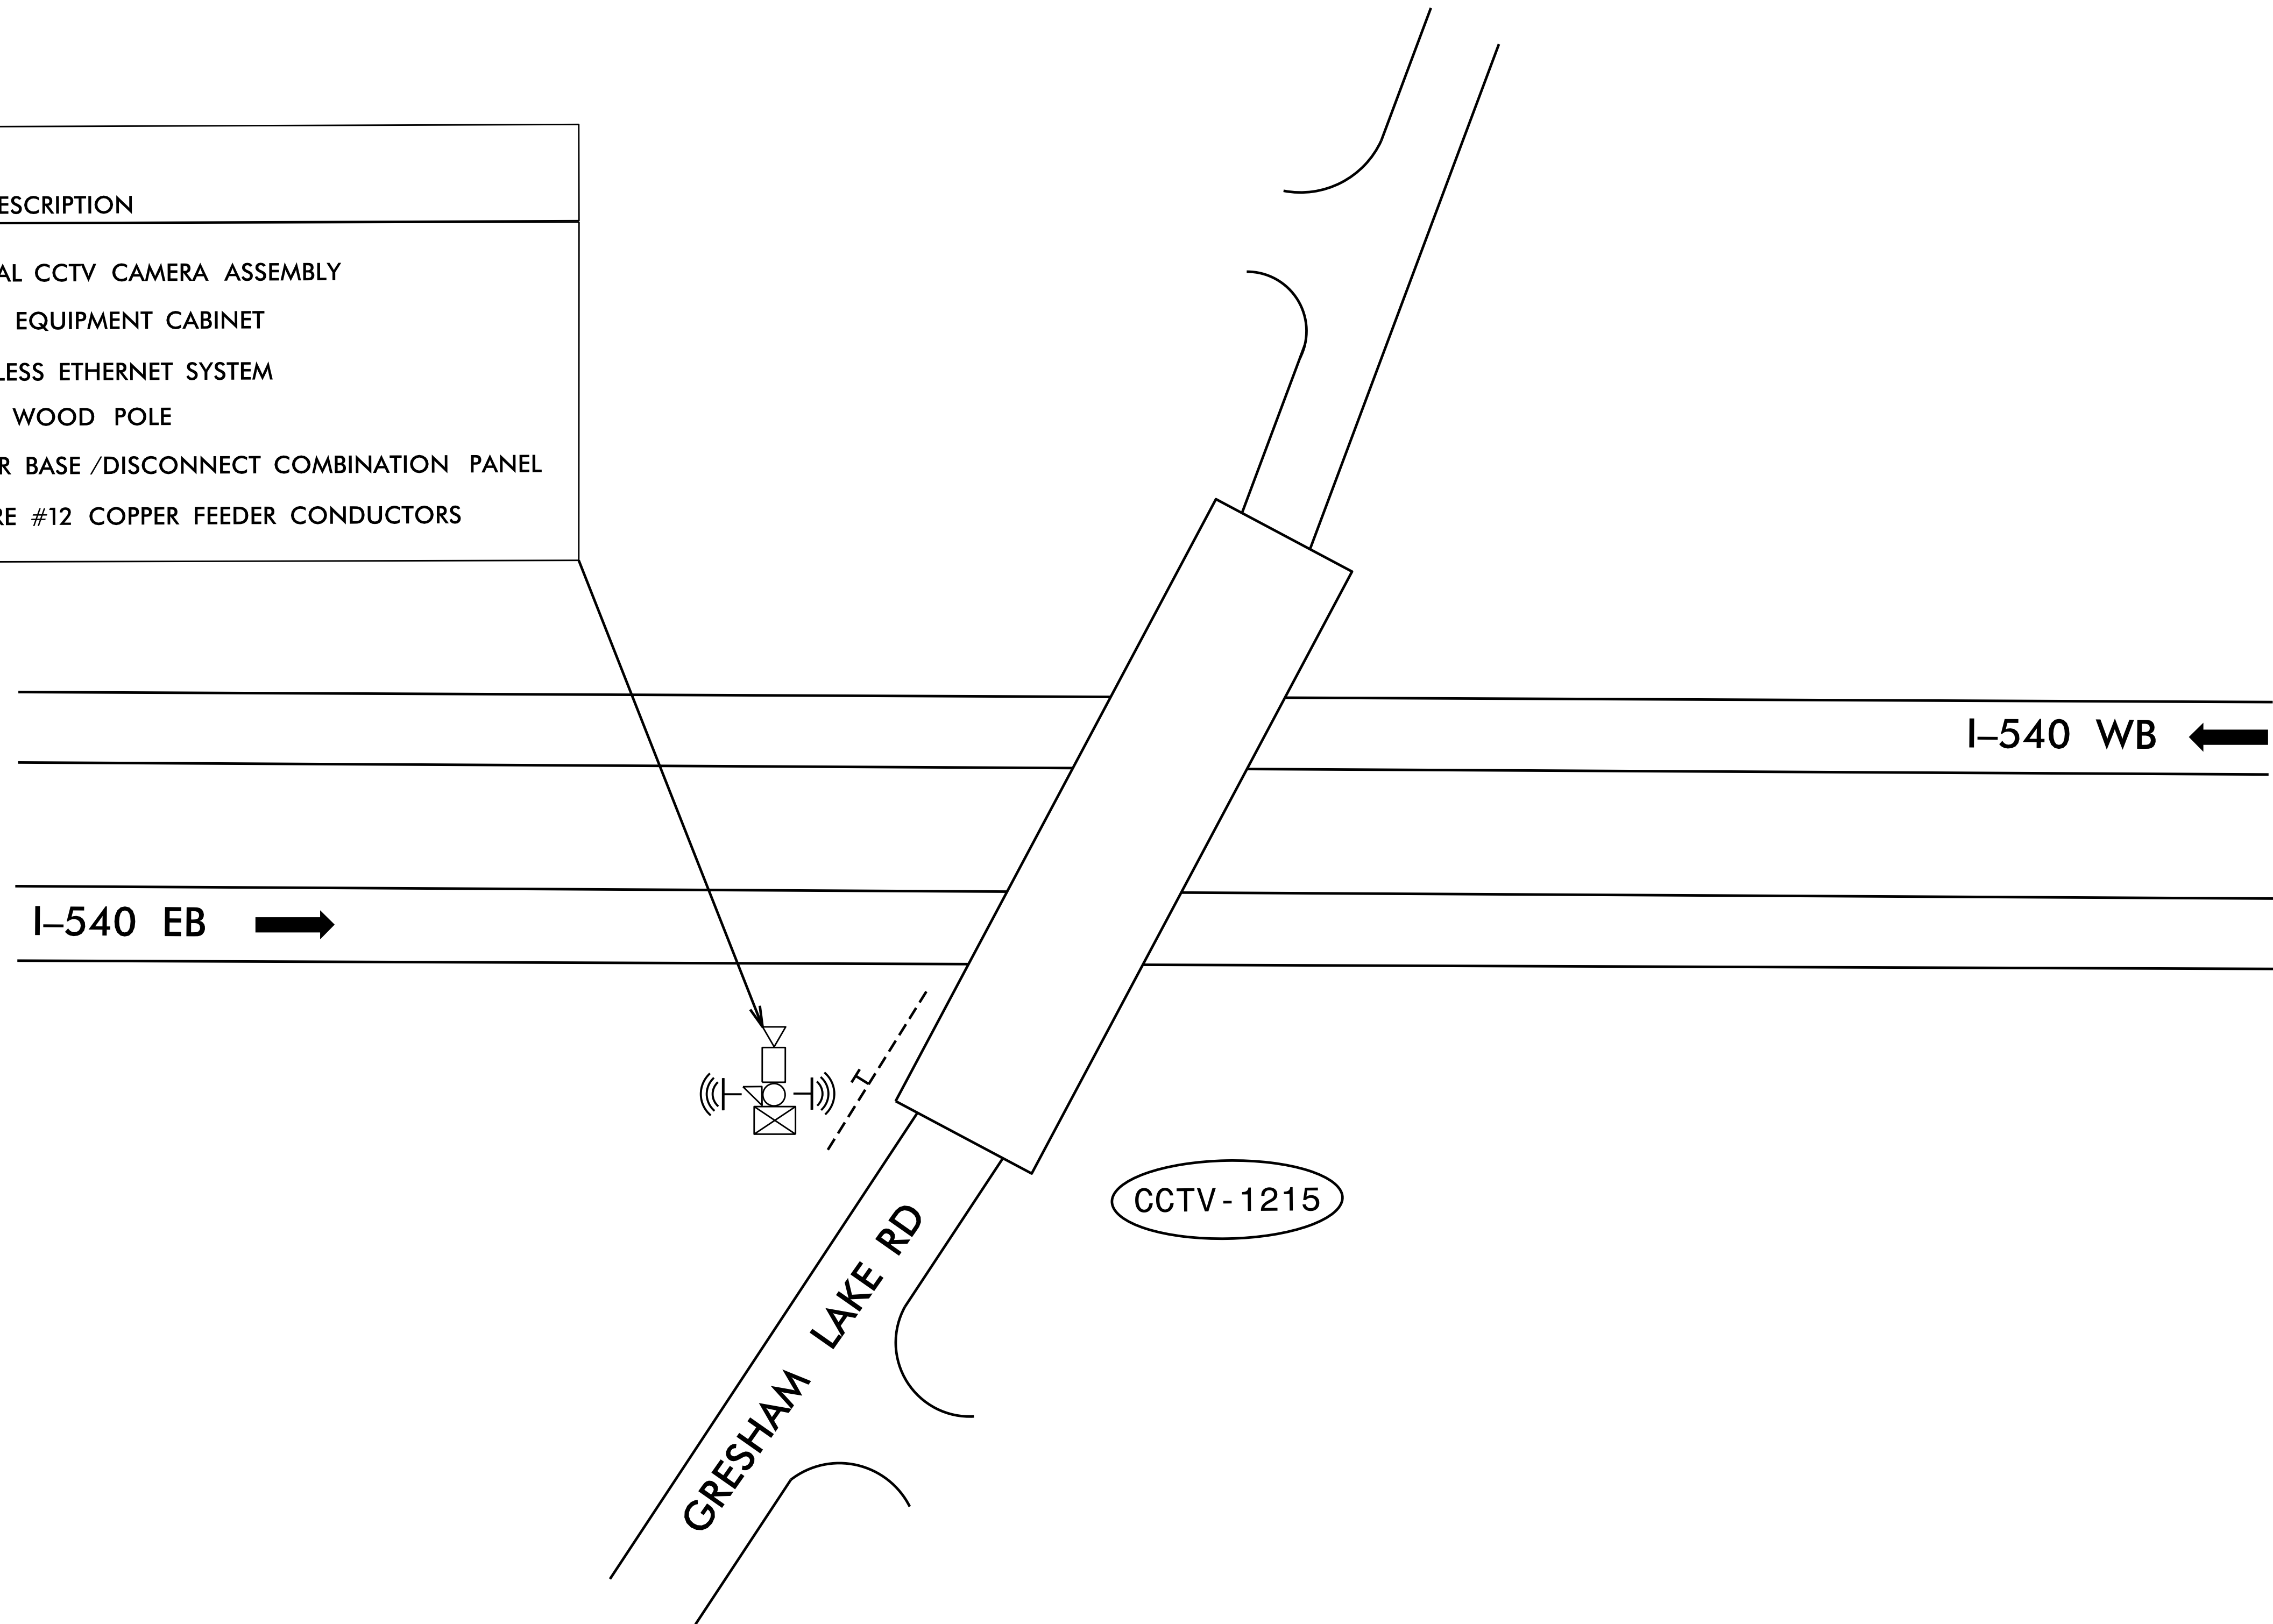 ESCRIPTION
AL CCTV CAMERA ASSEMBLY
EQUIPMENT CABINET
LESS ETHERNET SYSTEM
WOOD POLE
R BASE /DISCONNECT COMBINATION PANEL
RE #12 COPPER FEEDER CONDUCTORS
I-540 WB
I-540 EB
T
CCTV-1215
GRESHAM LAKE RD